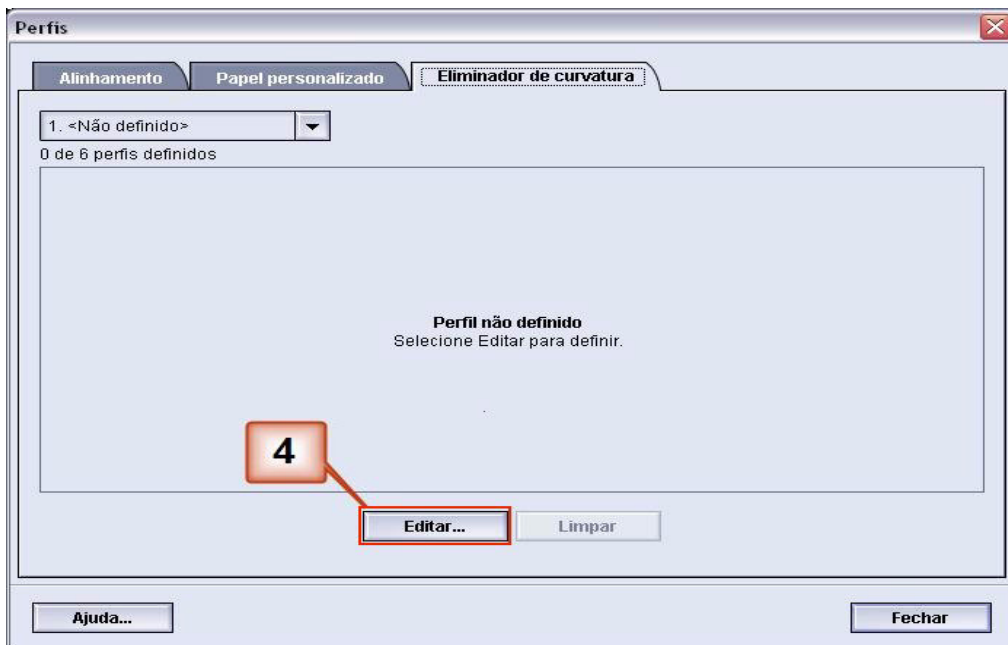 Perfis
Alinhamento
Papel personalizado
Eliminador de curvatura
1. <Não definido>
0 de 6 perfis definidos
Perfil não definido
Selecione Editar para definir.
4
Editar...
Limpar
Ajuda...
Fechar